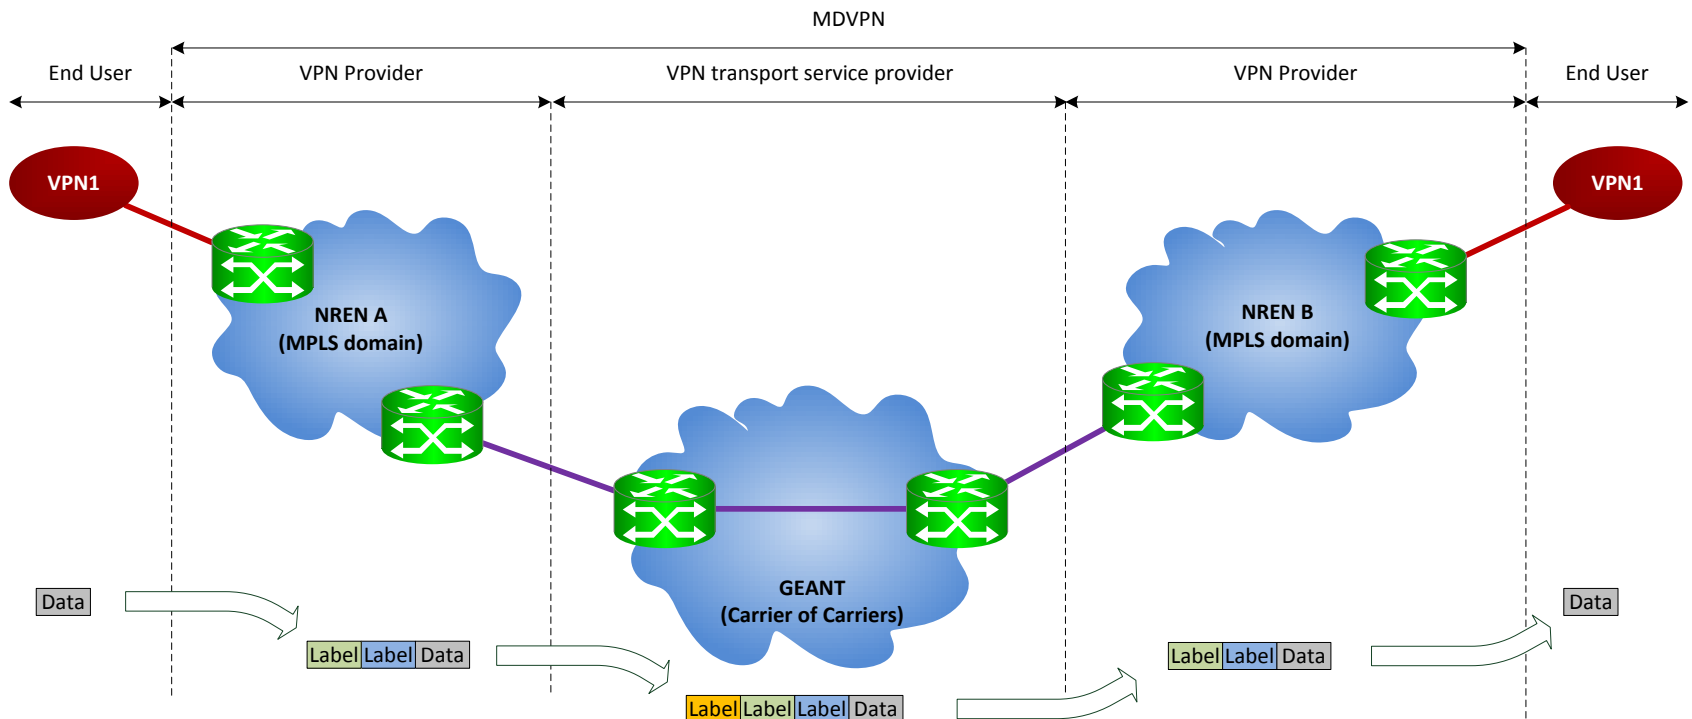 MDVPN
End User
VPN Provider
VPN transport service provider
VPN Provider
End User
VPN1
VPN1
NREN A
(MPLS domain)
NREN B
(MPLS domain)
GEANT
(Carrier of Carriers)
Data
Data
Label Label Data
Label Label Data
Label Label Label Data